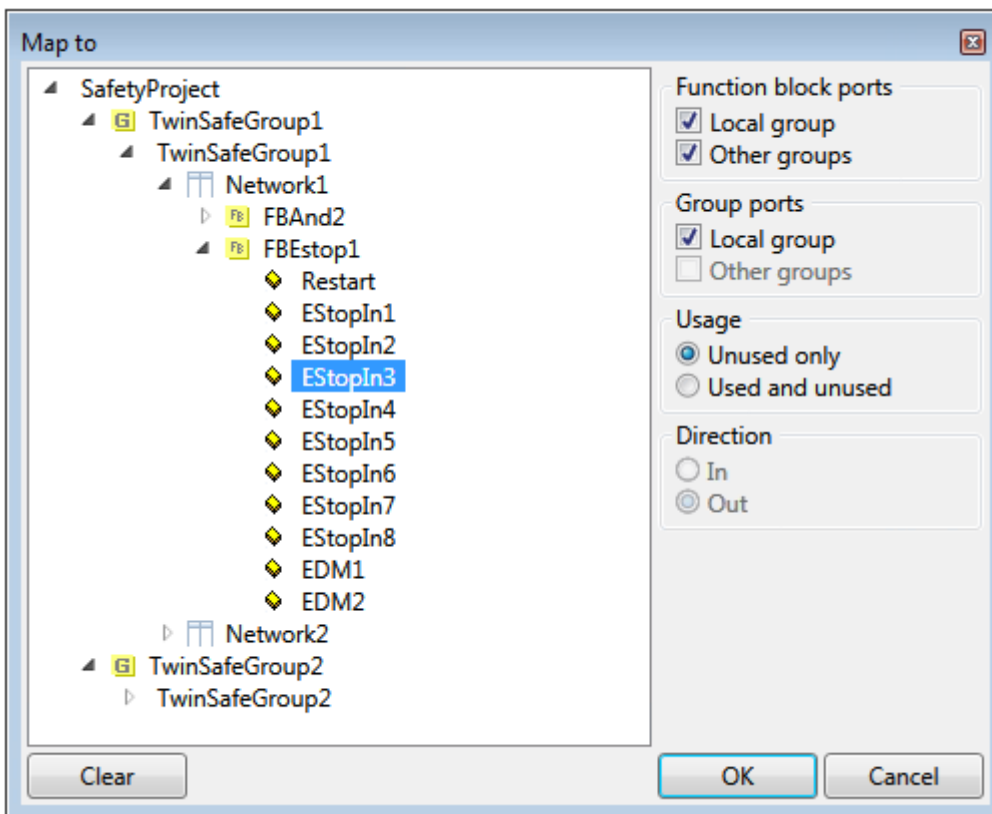 Map to
SafetyProject
G TwinSafeGroup1
TwinSafeGroup1
Network1
FB FBAnd2
FB FBEstop1
Restart
EStopIn1
EStopIn2
EStopIn3
EStopIn4
EStopIn5
EStopIn6
EStopIn7
EStopIn8
EDM1
EDM2
Network2
G TwinSafeGroup2
TwinSafeGroup2
Function block ports
Local group
Other groups
Group ports
Local group
Other groups
Usage
Unused only
Used and unused
Direction
In
Out
Clear
OK
Cancel